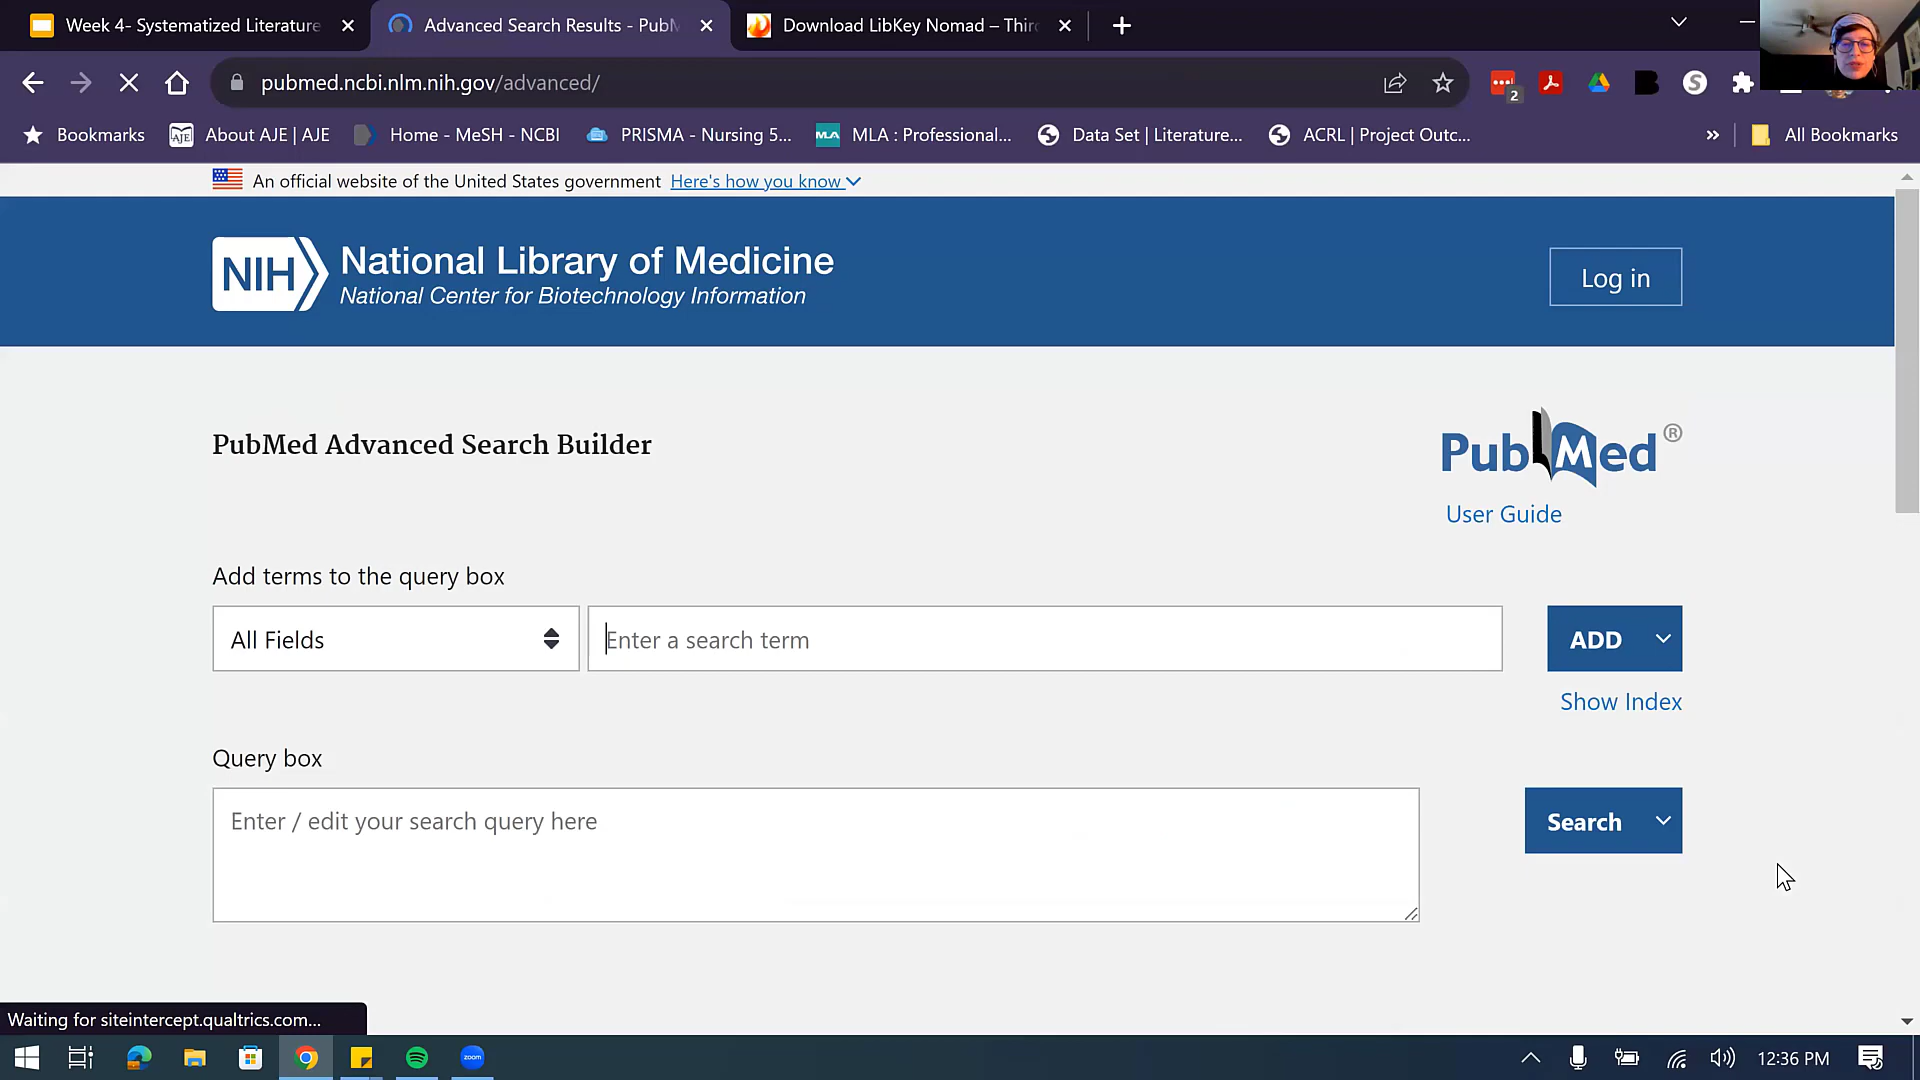 Week 4- Systematized Literature
Advanced Search Results - PubM
Download LibKey Nomad – Thir
pubmed.ncbi.nlm.nih.gov/advanced/
2
Bookmarks
AJE
About AJE | AJE
Home - MeSH - NCBI
PRISMA - Nursing 5...
MLA
MLA : Professional...
Data Set | Literature...
ACRL | Project Outc...
»
All Bookmarks
An official website of the United States government Here's how you know
NIH
National Library of Medicine
National Center for Biotechnology Information
Log in
PubMed Advanced Search Builder
PubMed ®
User Guide
Add terms to the query box
All Fields
Enter a search term
ADD
Show Index
Query box
Enter / edit your search query here
Search
Waiting for siteintercept.qualtrics.com...
zoom
12:36 PM